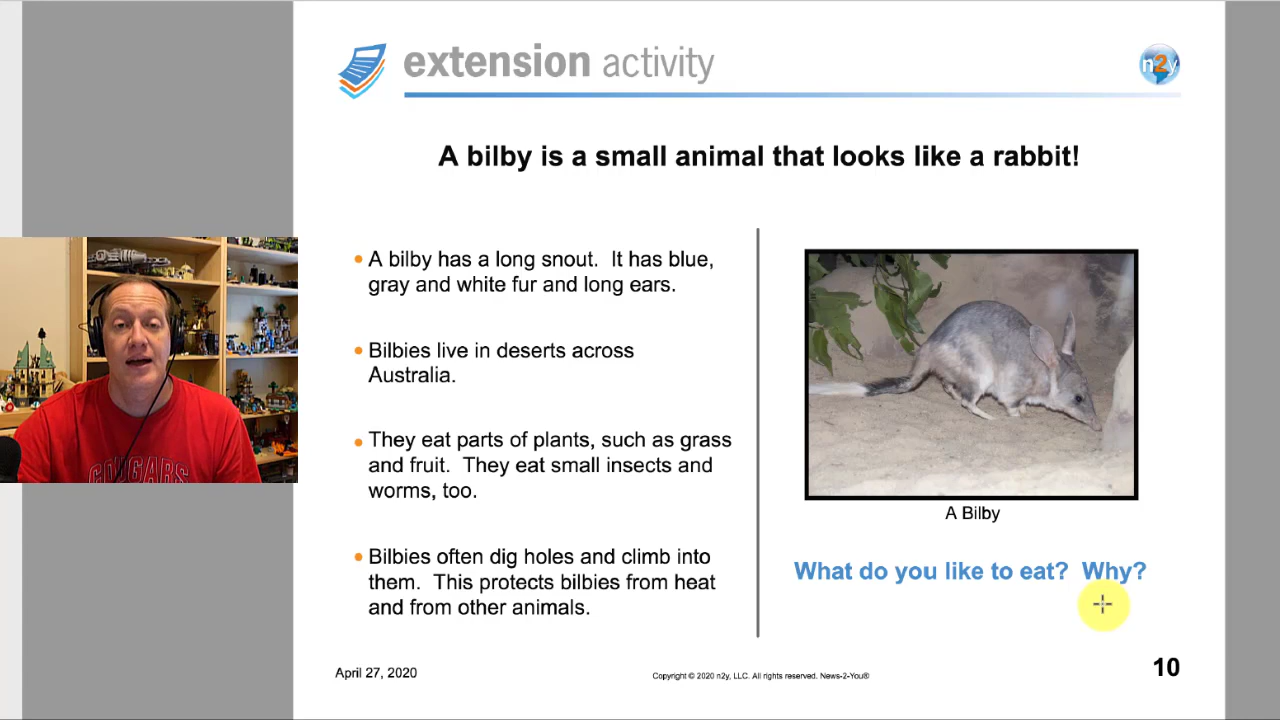 extension activity
n2y
A bilby is a small animal that looks like a rabbit!
A bilby has a long snout. It has blue,
gray and white fur and long ears.
Bilbies live in deserts across
Australia.
They eat parts of plants, such as grass
and fruit. They eat small insects and
worms, too.
Bilbies often dig holes and climb into
them. This protects bilbies from heat
and from other animals.
A Bilby
What do you like to eat? Why?
COUGARS
April 27, 2020
Copyright © 2020 n2y, LLC. All rights reserved. News-2-You®
10